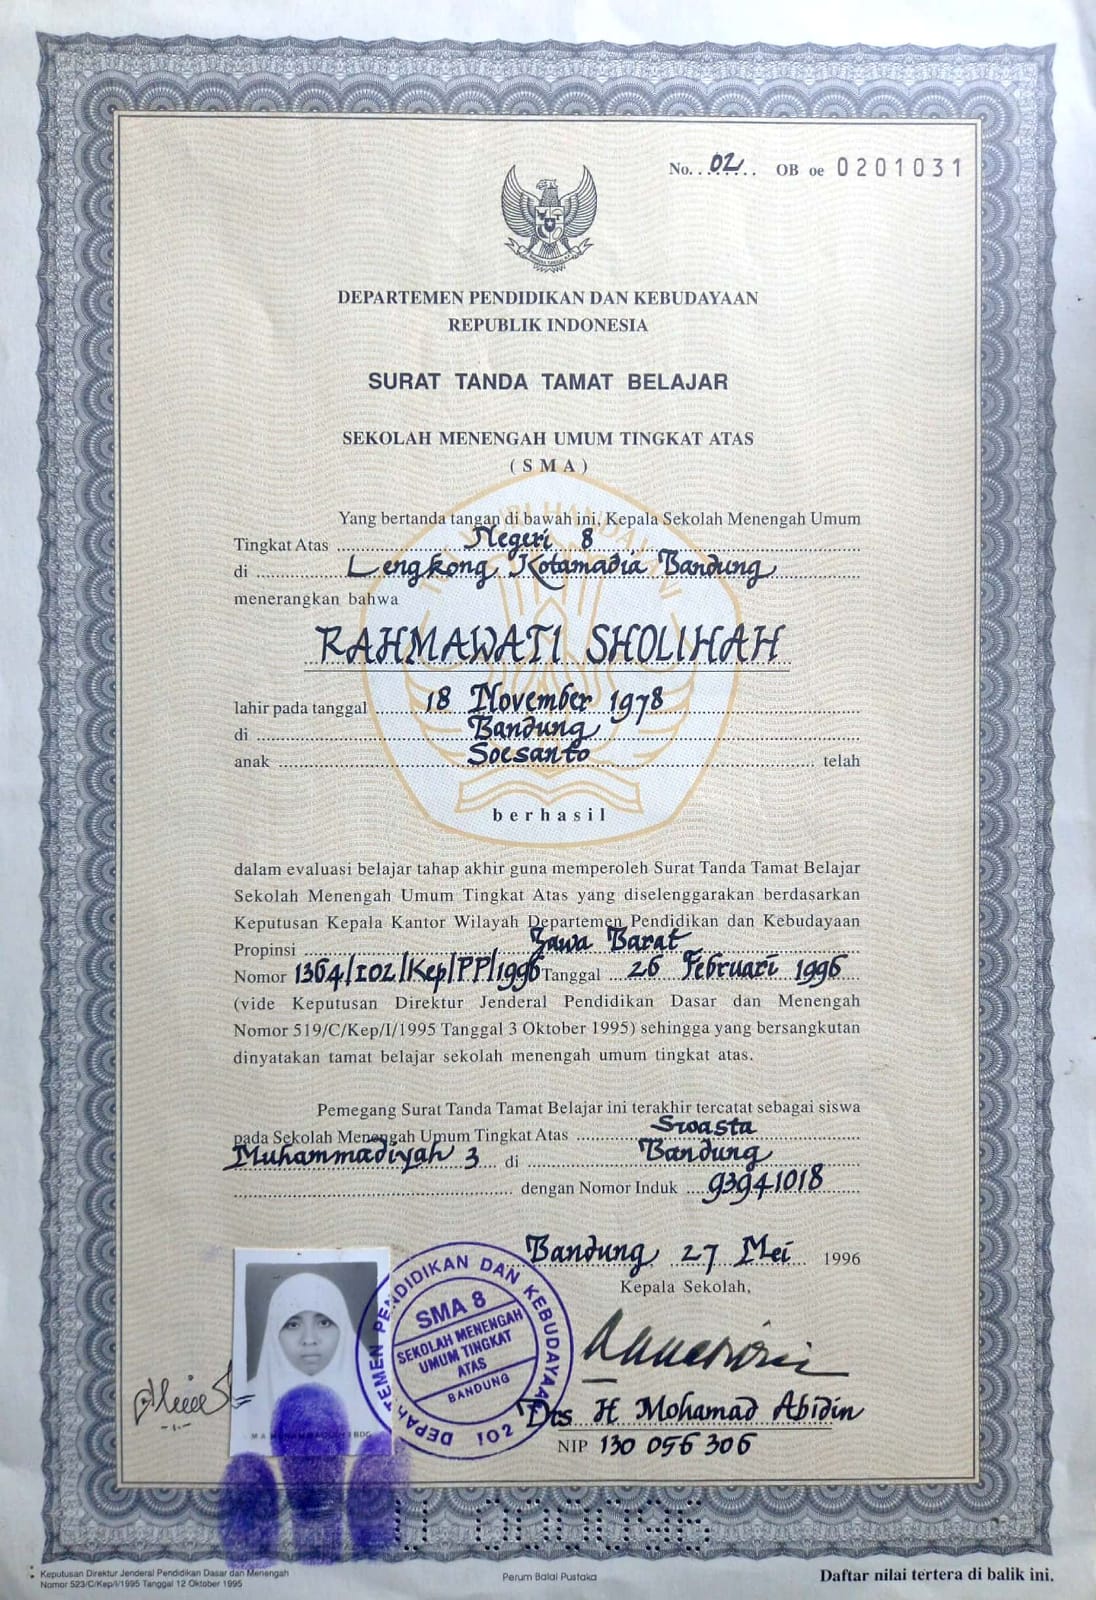 No. 02 OB oe 0201031
DEPARTEMEN PENDIDIKAN DAN KEBUDAYAAN
REPUBLIK INDONESIA
SURAT TANDA TAMAT BELAJAR
SEKOLAH MENENGAH UMUM TINGKAT ATAS
( S M A )
Yang bertanda tangan di bawah ini, Kepala Sekolah Menengah Umum
Tingkat Atas Negeri 8
di Lengkong Kotamadia Bandung
menerangkan bahwa
RAHMAWATI SHOLIHAH
lahir pada tanggal 18 November 1978
di Bandung
anak Soesanto telah
berhasil
dalam evaluasi belajar tahap akhir guna memperoleh Surat Tanda Tamat Belajar
Sekolah Menengah Umum Tingkat Atas yang diselenggarakan berdasarkan
Keputusan Kepala Kantor Wilayah Departemen Pendidikan dan Kebudayaan
Propinsi Jawa Barat
Nomor 1364/I02/Kep/PP/1996 Tanggal 26 Februari 1996
(vide Keputusan Direktur Jenderal Pendidikan Dasar dan Menengah
Nomor 519/C/Kep/I/1995 Tanggal 3 Oktober 1995) sehingga yang bersangkutan
dinyatakan tamat belajar sekolah menengah umum tingkat atas.
Pemegang Surat Tanda Tamat Belajar ini terakhir tercatat sebagai siswa
pada Sekolah Menengah Umum Tingkat Atas Swasta
Muhammadiyah 3 di Bandung
dengan Nomor Induk 93941018
Bandung, 27 Mei 1996
Kepala Sekolah,
DEPARTEMEN PENDIDIKAN DAN KEBUDAYAAN
I02
SMA 8
SEKOLAH MENENGAH
UMUM TINGKAT
ATAS
BANDUNG
Drs H Mohamad Abidin
NIP 130 056 306
Keputusan Direktur Jenderal Pendidikan Dasar dan Menengah
Nomor 523/C/Kep/I/1995 Tanggal 12 Oktober 1995
Perum Balai Pustaka
Daftar nilai tertera di balik ini.